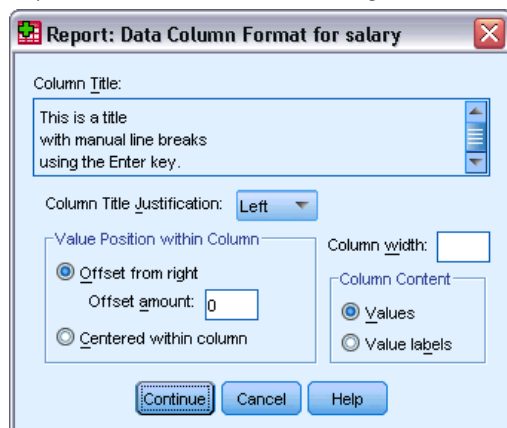 Report: Data Column Format for salary
Column Title:
This is a title
with manual line breaks
using the Enter key.
Column Title Justification: Left
Value Position within Column
Offset from right
Offset amount: 0
Centered within column
Column width:
Column Content
Values
Value labels
Continue Cancel Help